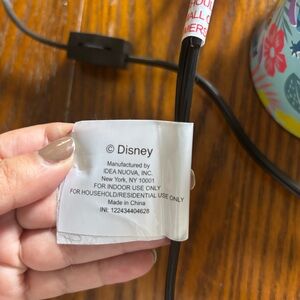 © Disney
Manufactured by
IDEA NUOVA, INC.
New York, NY 10001
FOR INDOOR USE ONLY
FOR HOUSEHOLD/RESIDENTIAL USE ONLY
Made in China
INI: 122434404628